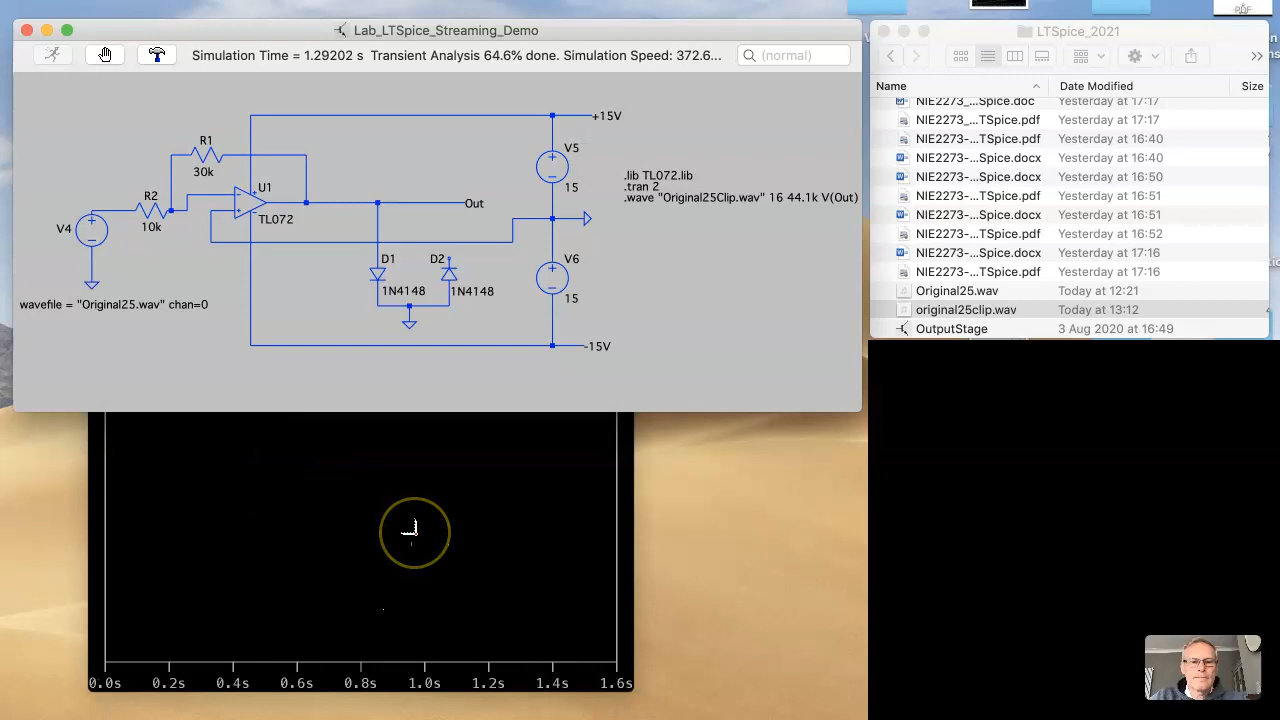 Lab_LTSpice_Streaming_Demo
Simulation Time = 1.2922 s Transient Analysis 64.6% done. Simulation Speed: 372.6...
(normal)
+15V
R1
V5
30k
.lib TL072.lib
R2
U1
15
.tran 2
.wave "Original25Clip.wav" 16 44.1k V(Out)
Out
TL072
V4
10k
D1
D2
V6
1N4148
1N4148
15
wavefile = "Original25.wav" chan=0
-15V
0.0s 0.2s 0.4s 0.6s 0.8s 1.0s 1.2s 1.4s 1.6s
PDF
LTSpice_2021
Name Date Modified Size
NIE2273_...Spice.doc Yesterday at 17:17
NIE2273_...TSpice.pdf Yesterday at 17:17
NIE2273-...TSpice.pdf Yesterday at 16:40
NIE2273-...Spice.docx Yesterday at 16:40
NIE2273-...Spice.docx Yesterday at 16:50
NIE2273-...TSpice.pdf Yesterday at 16:51
NIE2273-...Spice.docx Yesterday at 16:51
NIE2273-...TSpice.pdf Yesterday at 16:52
NIE2273-...Spice.docx Yesterday at 17:16
NIE2273-...TSpice.pdf Yesterday at 17:16
Original25.wav Today at 12:21
original25clip.wav Today at 13:12
OutputStage 3 Aug 2020 at 16:49